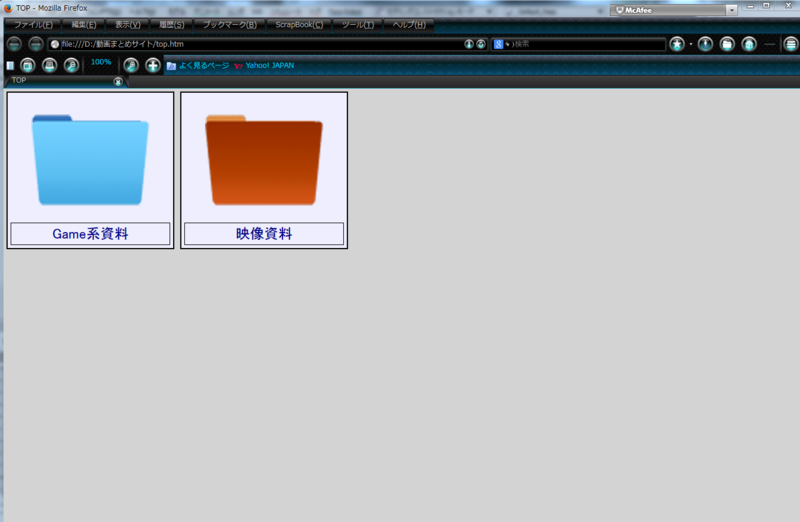 TOP - Mozilla Firefox
McAfee
ファイル(F) 編集(E) 表示(V) 履歴(S) ブックマーク(B) ScrapBook(C) ツール(T) ヘルプ(H)
file:///D:/動画まとめサイト/top.htm
検索
100%
よく見るページ Yahoo! JAPAN
TOP
Game系資料
映像資料